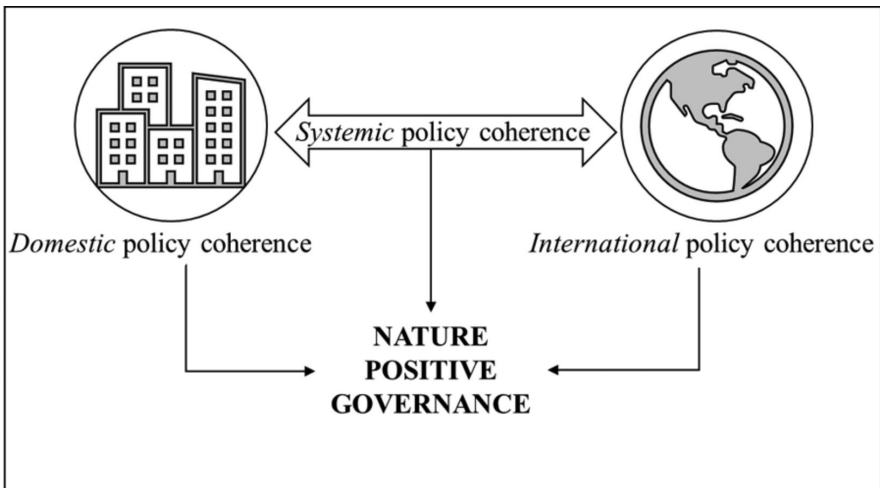 Systemic policy coherence
Domestic policy coherence
International policy coherence
NATURE
POSITIVE
GOVERNANCE